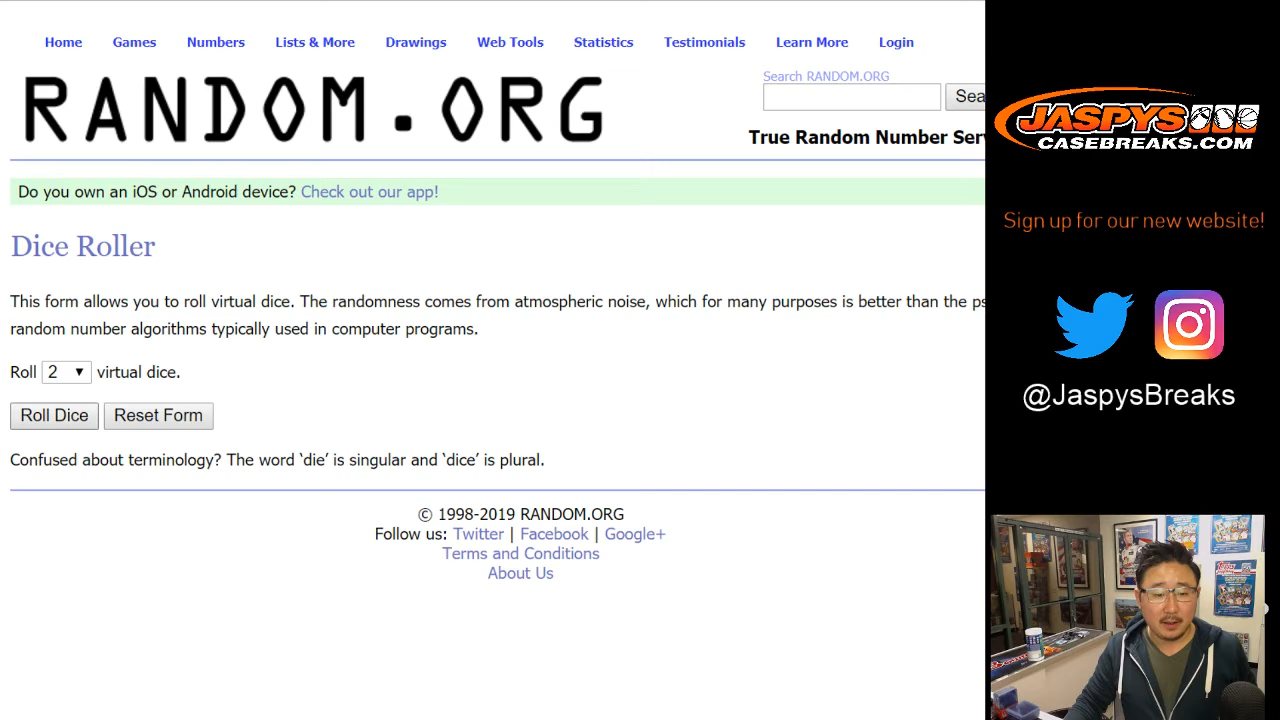 Home Games Numbers Lists & More Drawings Web Tools Statistics Testimonials Learn More Login
RANDOM.ORG
Search RANDOM.ORG
Sea
True Random Number Ser
Do you own an iOS or Android device? Check out our app!
Dice Roller
This form allows you to roll virtual dice. The randomness comes from atmospheric noise, which for many purposes is better than the ps
random number algorithms typically used in computer programs.
Roll 2 virtual dice.
Roll Dice Reset Form
Confused about terminology? The word ‘die’ is singular and ‘dice’ is plural.
© 1998-2019 RANDOM.ORG
Follow us: Twitter | Facebook | Google+
Terms and Conditions
About Us
JASPYS
CASEBREAKS.COM
Sign up for our new website!
@JaspysBreaks